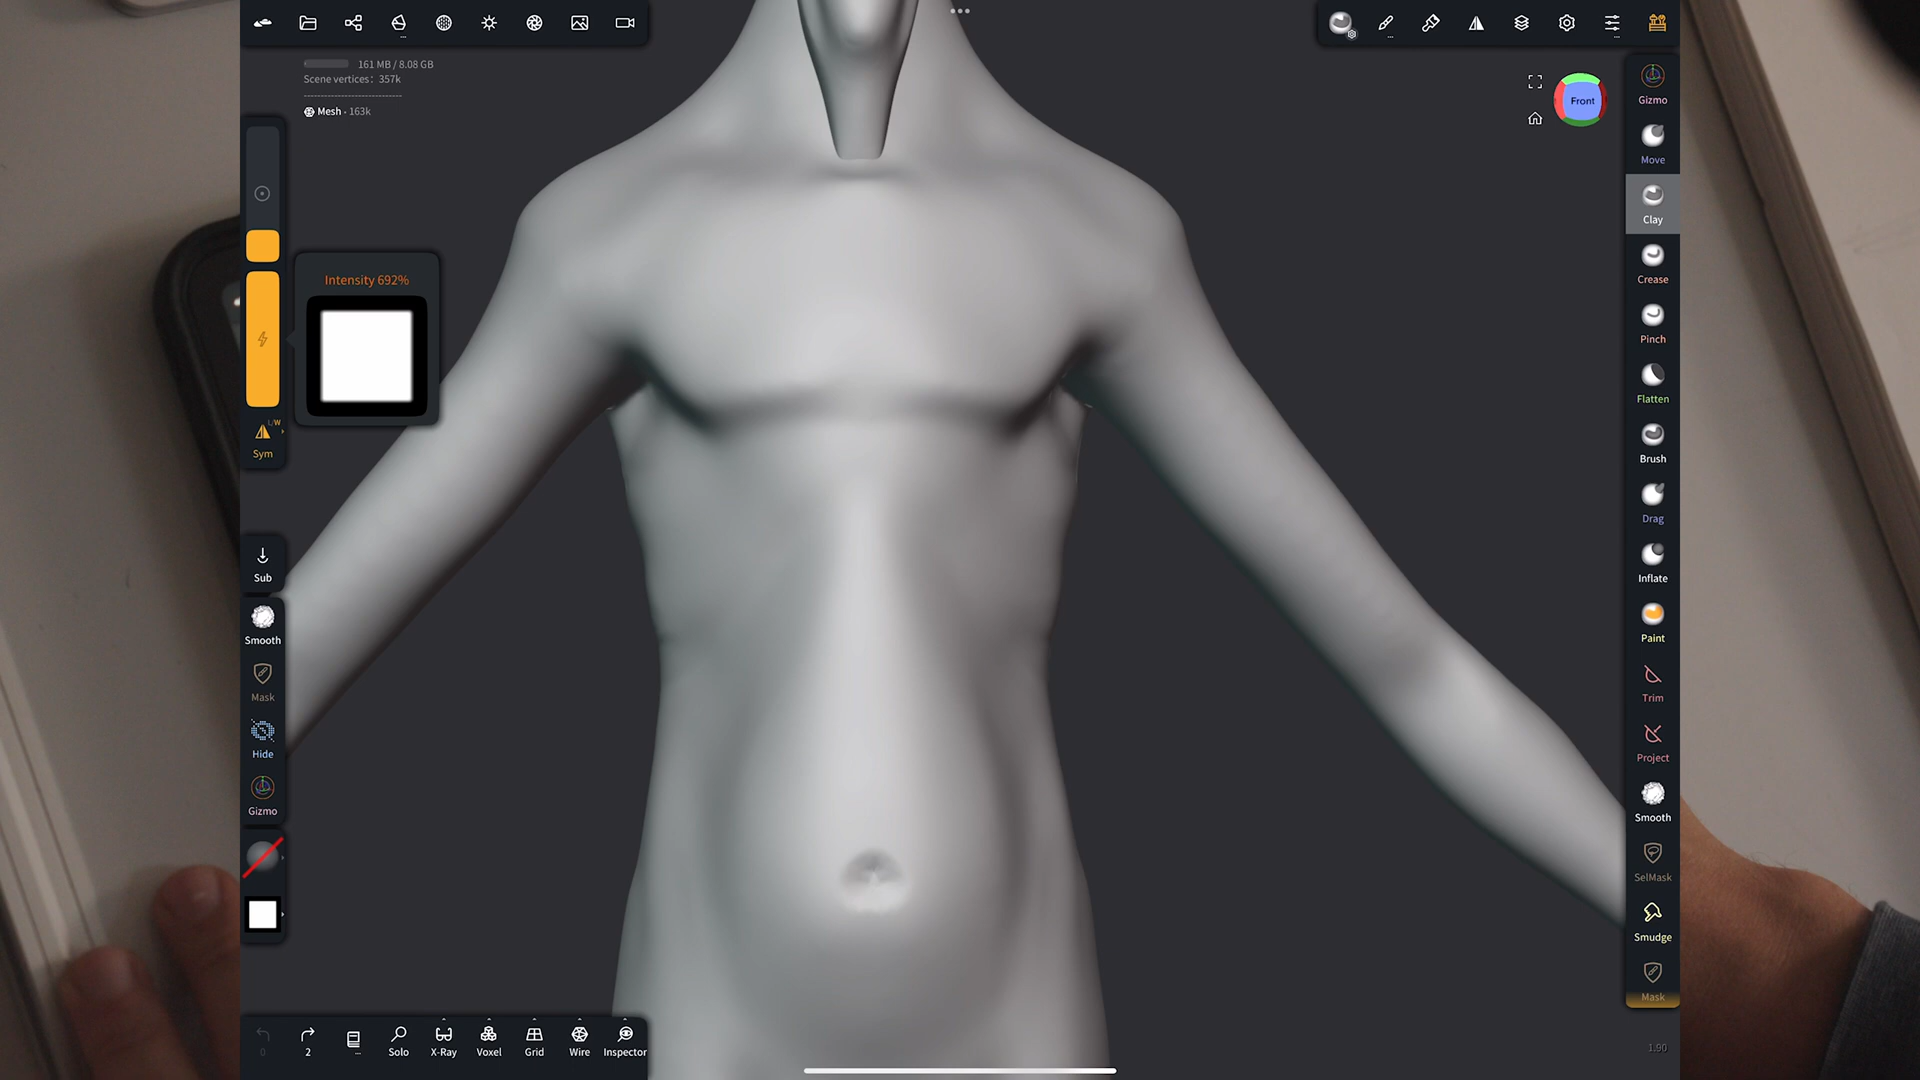 161 MB / 8.08 GB
Scene vertices: 357k
Mesh - 163k
Front
Intensity 692%
L/W
Sym
Sub
Smooth
Mask
Hide
Gizmo
0
2
Solo
X-Ray
Voxel
Grid
Wire
Inspector
Gizmo
Move
Clay
Crease
Pinch
Flatten
Brush
Drag
Inflate
Paint
Trim
Project
Smooth
SelMask
Smudge
Mask
1.90